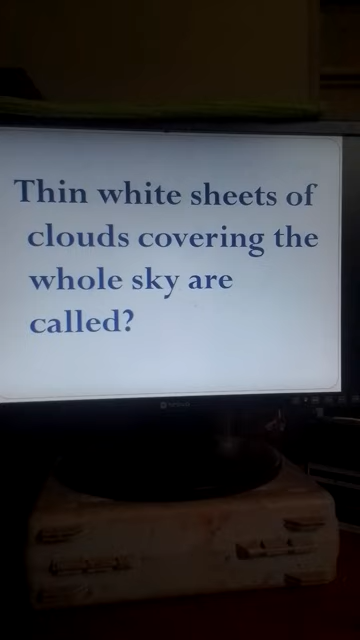 Thin white sheets of
clouds covering the
whole sky are
called?